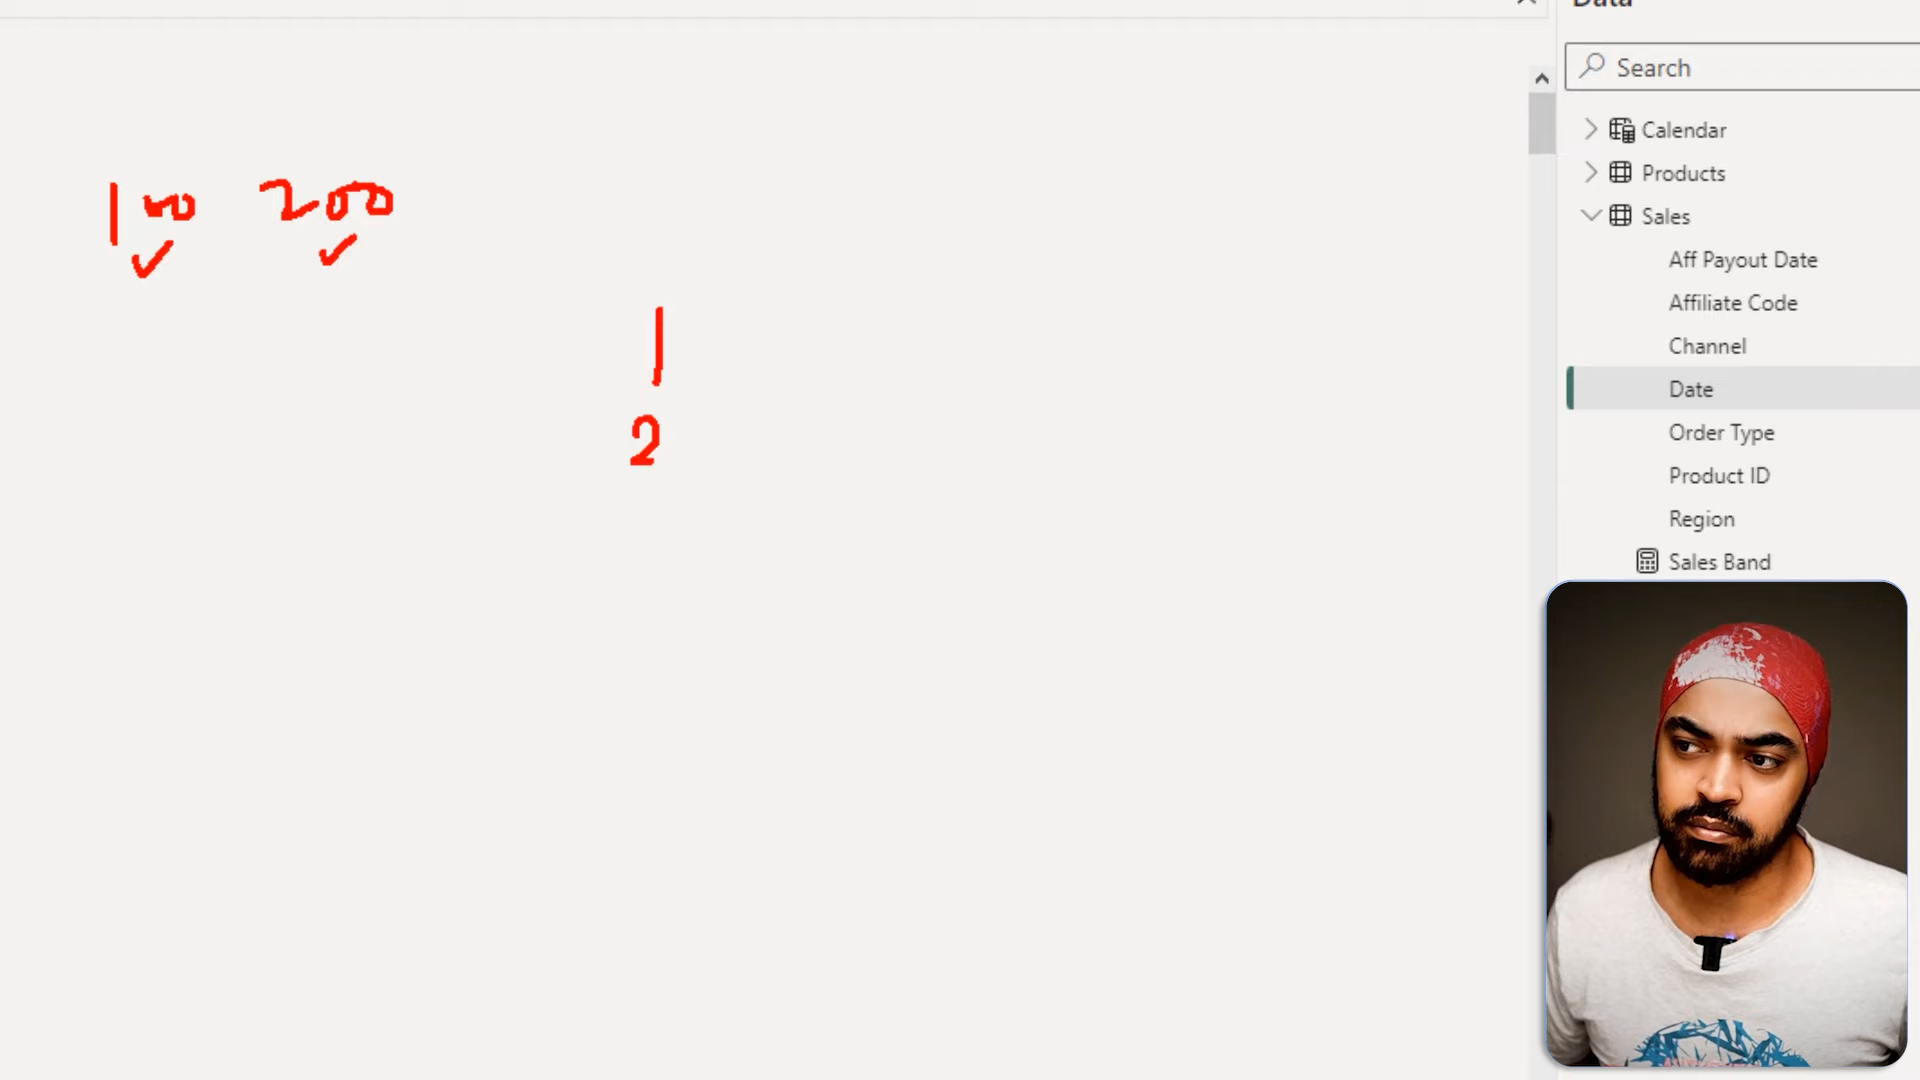 Data
Search
Calendar
Products
Sales
Aff Payout Date
Affiliate Code
Channel
Date
Order Type
Product ID
Region
Sales Band
100 200
1
2